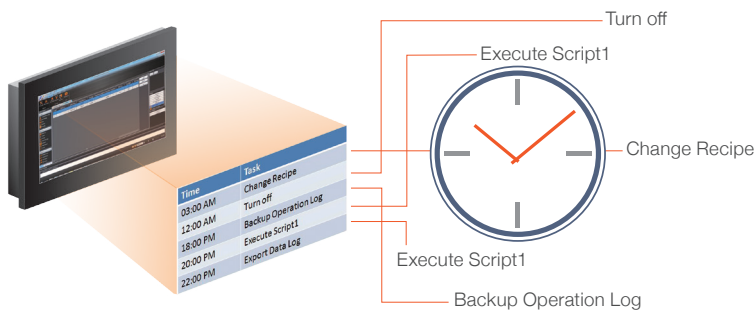 Turn off
Execute Script1
Change Recipe
Time Task
03:00 AM Change Recipe
12:00 AM Turn off
18:00 PM Backup Operation Log
20:00 PM Execute Script1
22:00 PM Export Data Log
Execute Script1
Backup Operation Log